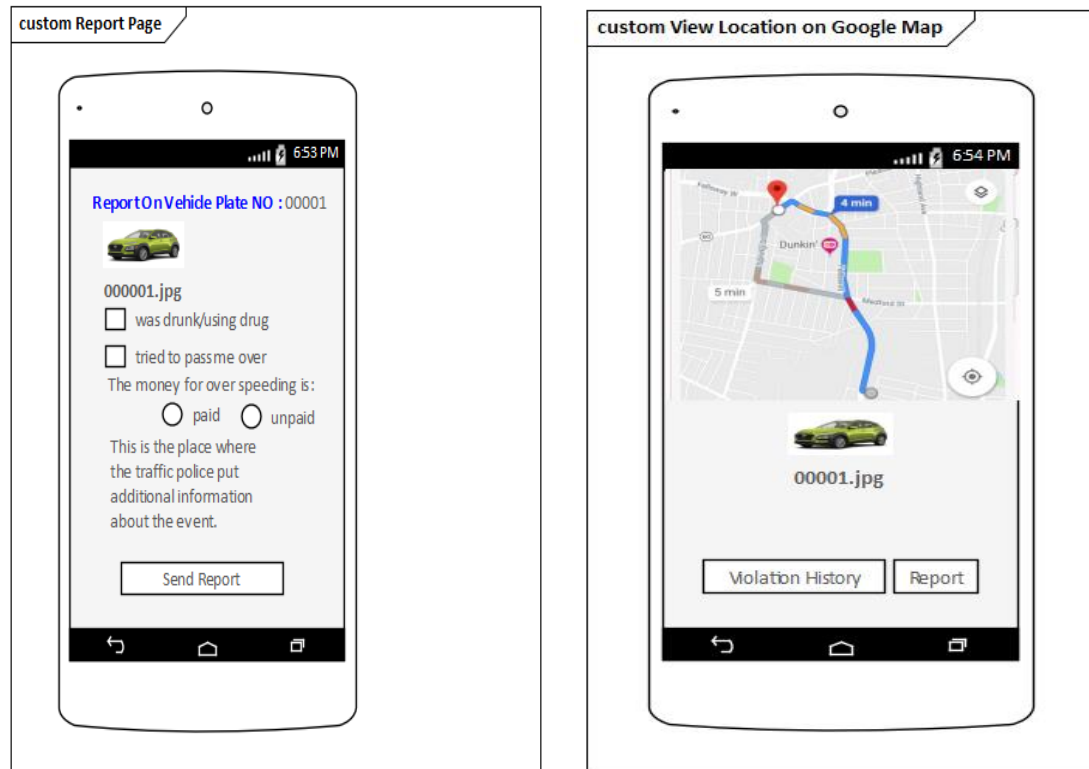 custom Report Page
6:53 PM
Report On Vehicle Plate NO : 00001
000001.jpg
was drunk/using drug
tried to pass me over
The money for over speeding is:
paid
unpaid
This is the place where
the traffic police put
additional information
about the event.
Send Report
custom View Location on Google Map
6:54 PM
4 min
Dunkin'
5 min
Medford St
00001.jpg
Violation History
Report